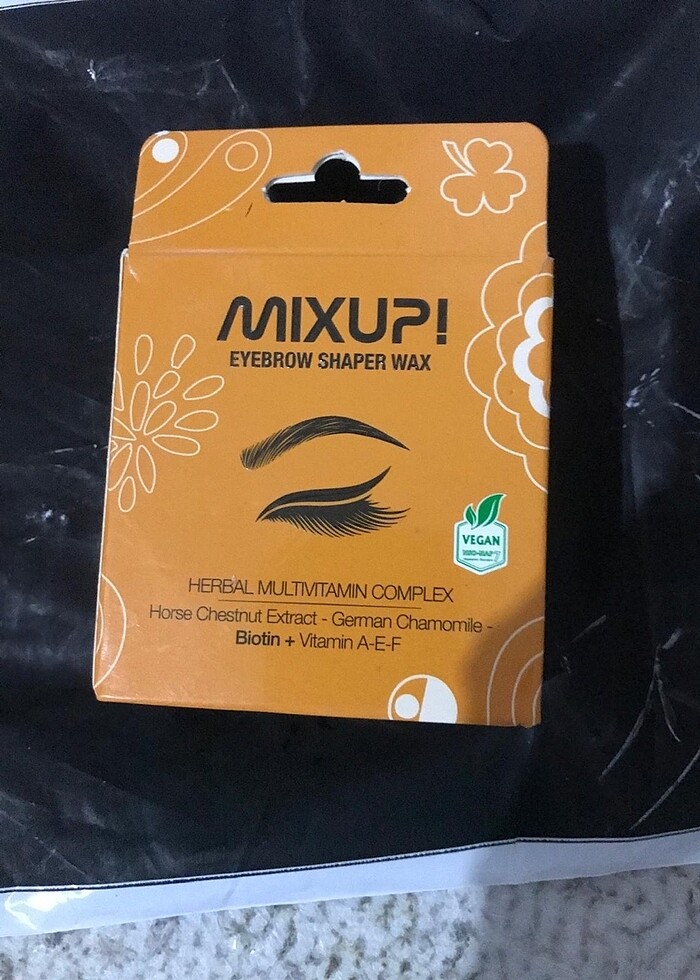 MIXUP!
EYEBROW SHAPER WAX
VEGAN
HERBAL MULTIVITAMIN COMPLEX
Horse Chestnut Extract - German Chamomile -
Biotin + Vitamin A-E-F